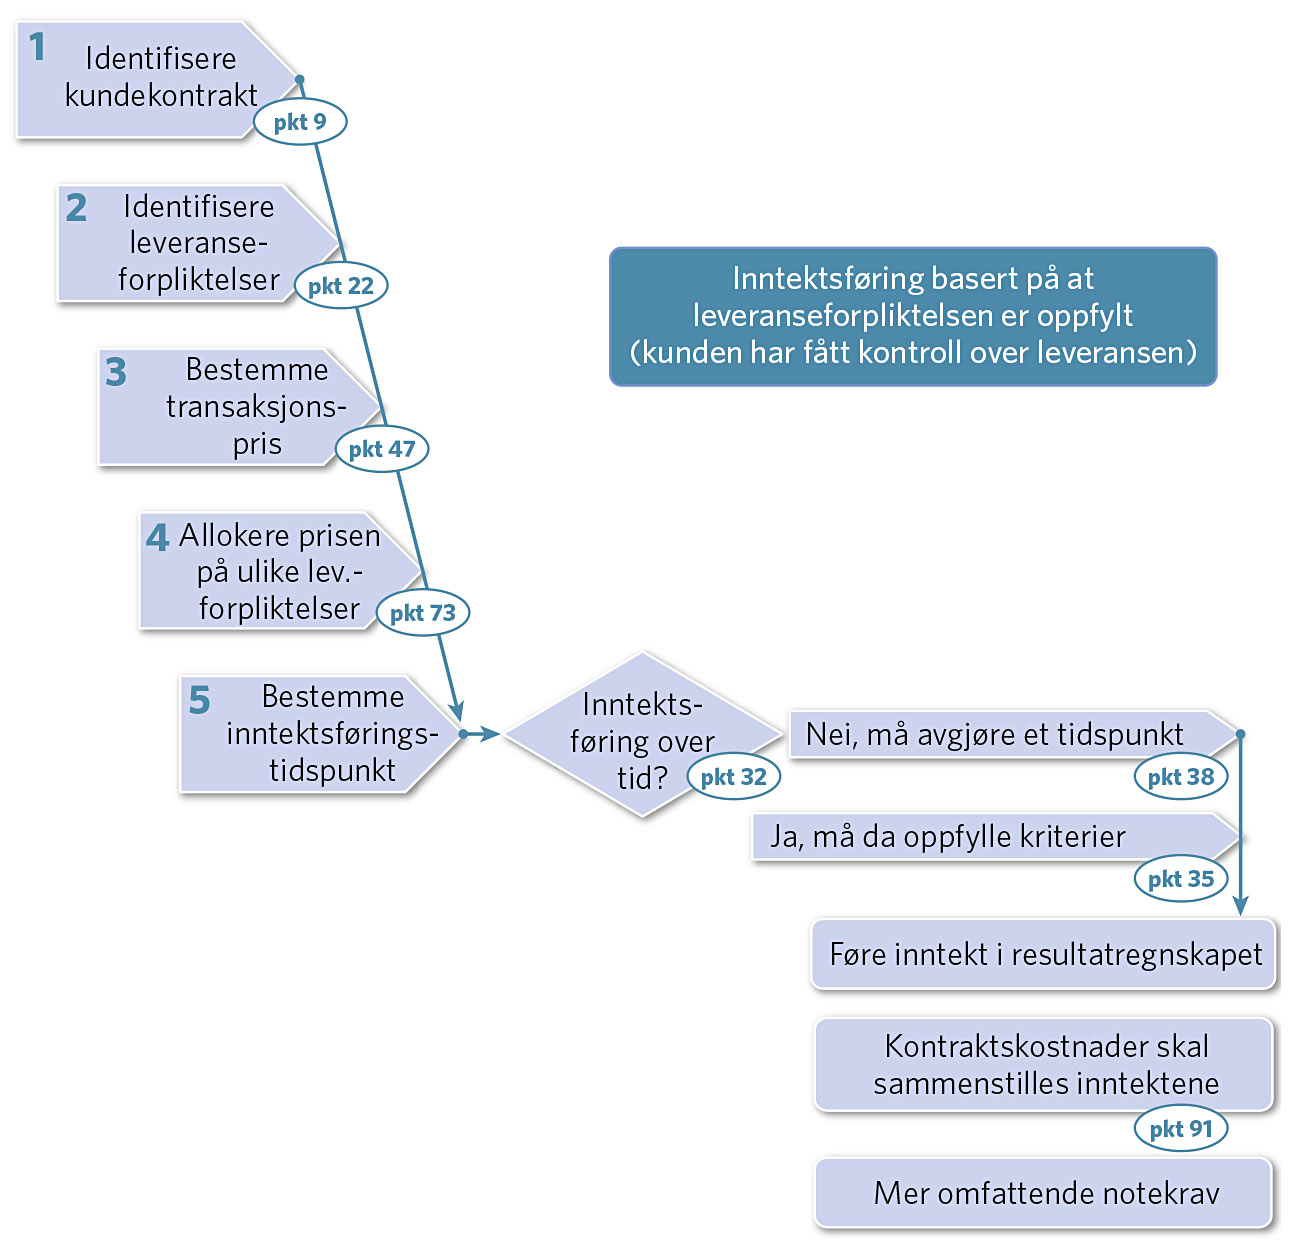 1
Identifisere
kundekontrakt
pkt 9
2
Identifisere
leveranse-
forpliktelser
pkt 22
Inntektsføring basert på at
leveranseforpliktelsen er oppfylt
(kunden har fått kontroll over leveransen)
3
Bestemme
transaksjons-
pris
pkt 47
4
Allokere prisen
på ulike lev.-
forpliktelser
pkt 73
5
Bestemme
inntektsførings-
tidspunkt
Inntekts-
føring over
tid?
pkt 32
Nei, må avgjøre et tidspunkt
pkt 38
Ja, må da oppfylle kriterier
pkt 35
Føre inntekt i resultatregnskapet
Kontraktskostnader skal
sammenstilles inntektene
pkt 91
Mer omfattende notekrav